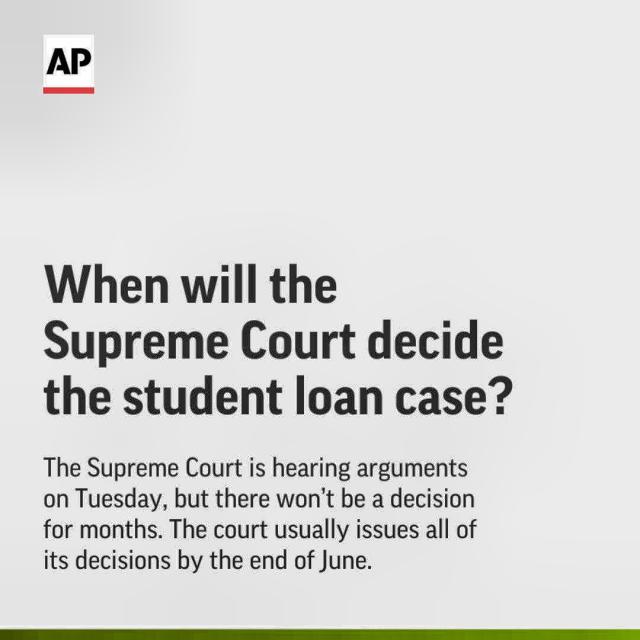 AP
When will the
Supreme Court decide
the student loan case?
The Supreme Court is hearing arguments
on Tuesday, but there won't be a decision
for months. The court usually issues all of
its decisions by the end of June.